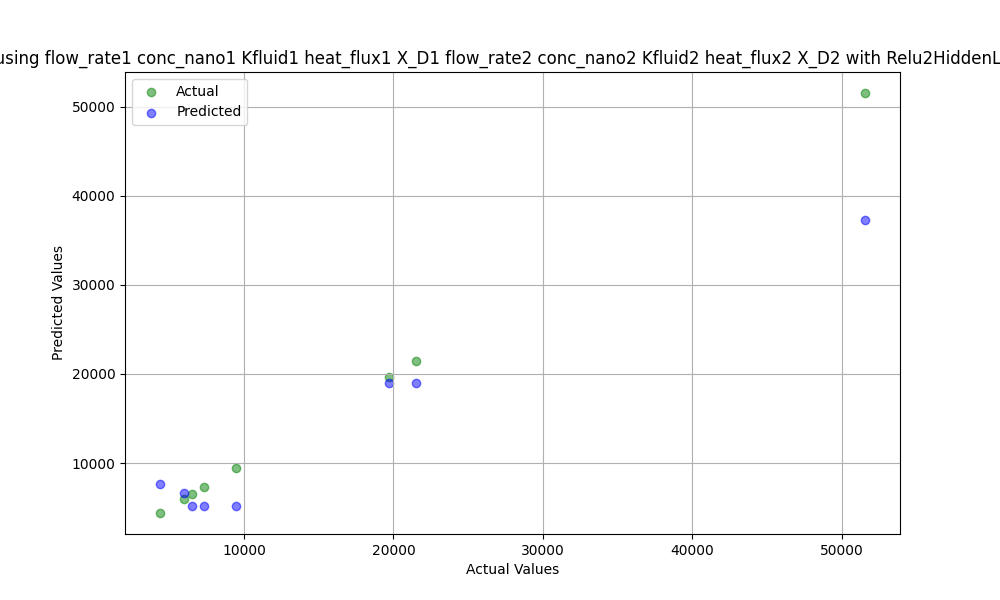 using flow_rate1 conc_nano1 Kfluid1 heat_flux1 X_D1 flow_rate2 conc_nano2 Kfluid2 heat_flux2 X_D2 with Relu2HiddenL
Actual
Predicted
50000
40000
30000
20000
10000
Predicted Values
10000
20000
30000
40000
50000
Actual Values